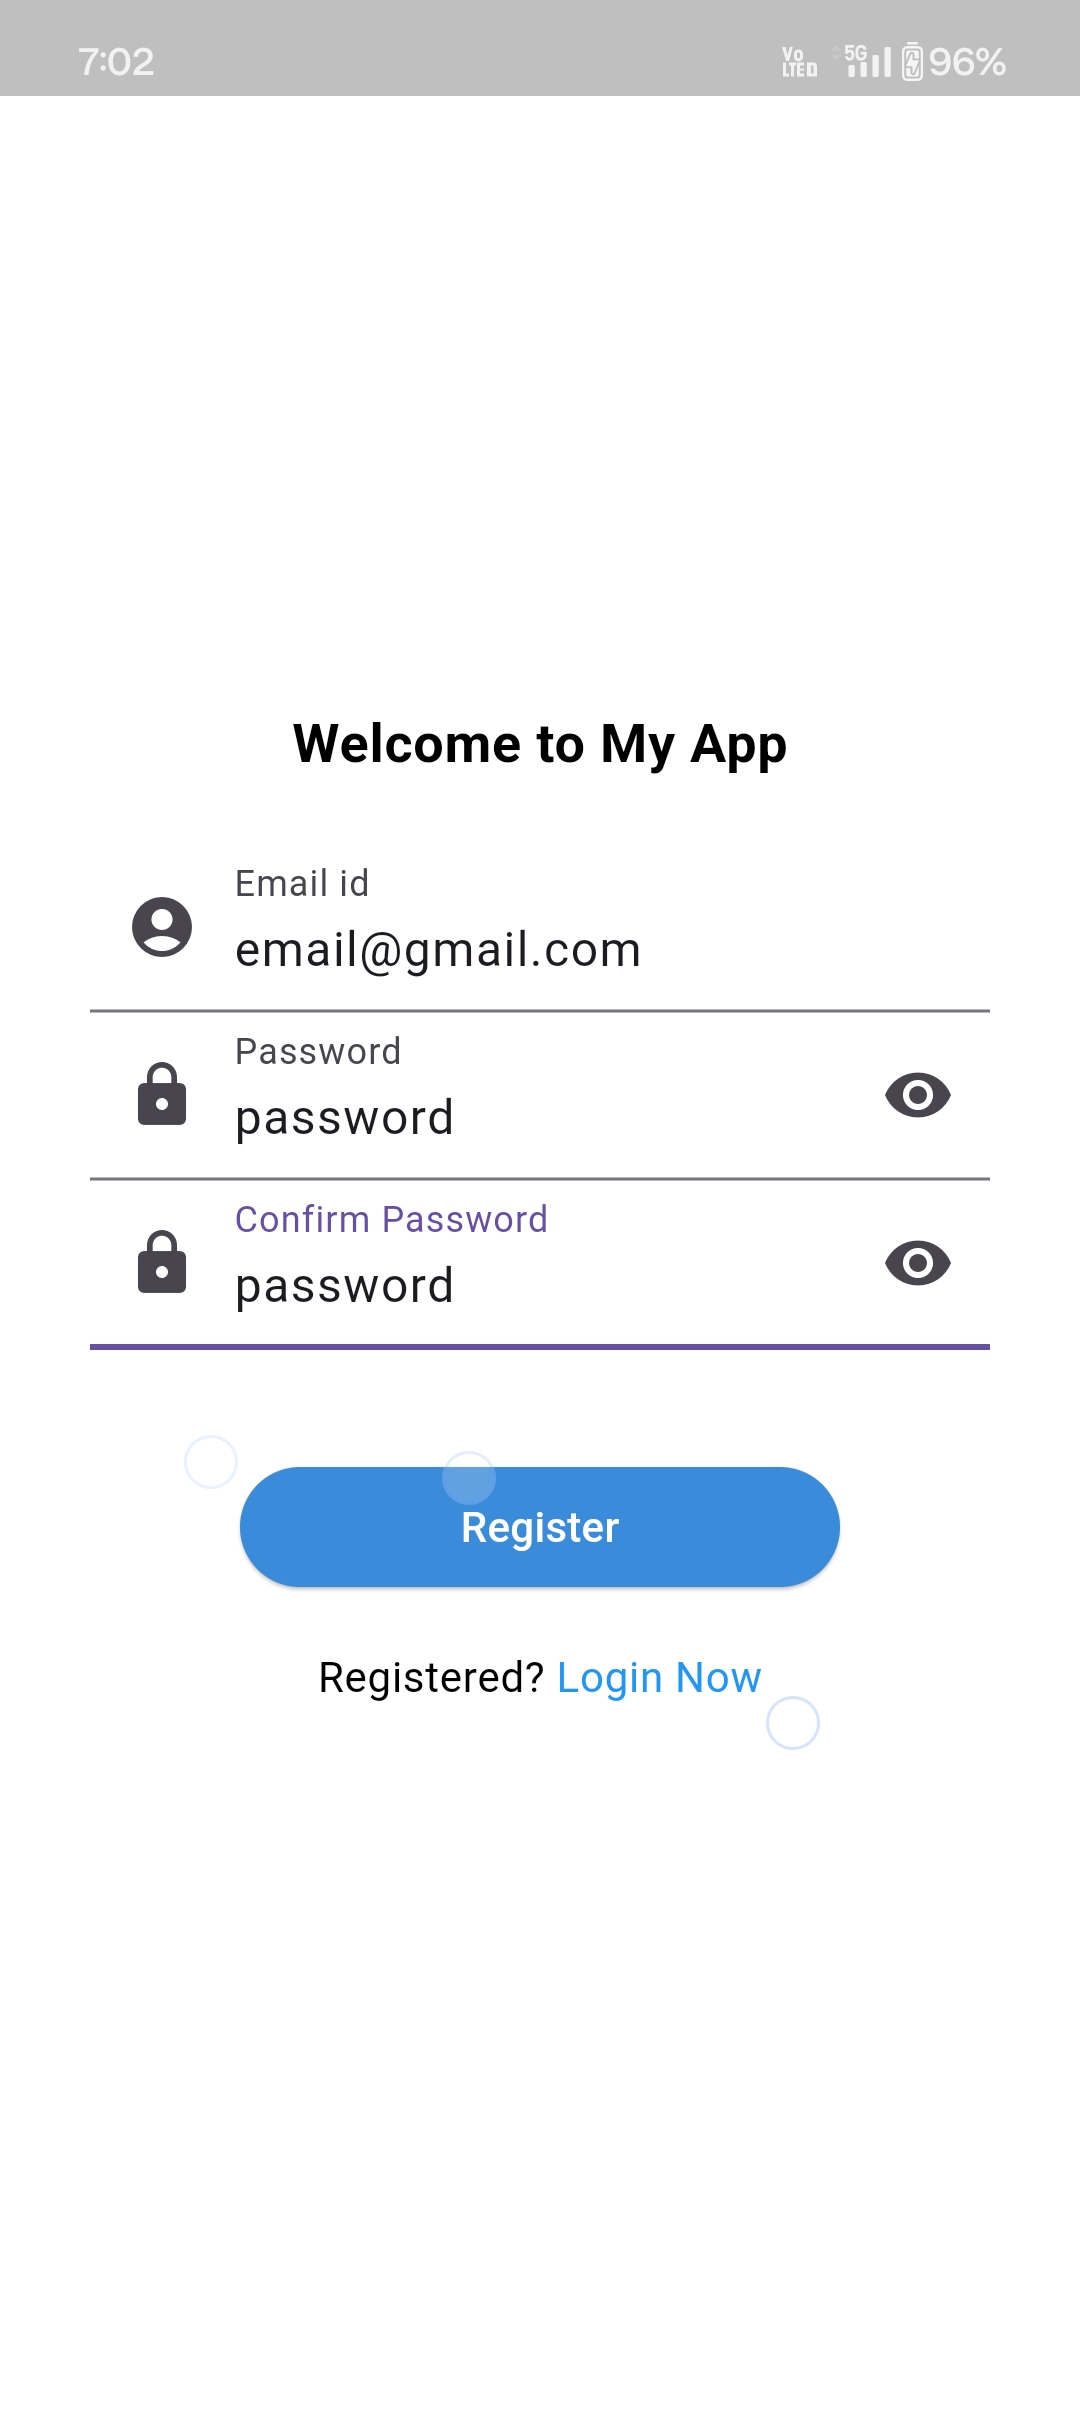 7:02 Vo LTE D 5G 96%
Welcome to My App
Email id
email@gmail.com
Password
password
Confirm Password
password
Register
Registered? Login Now